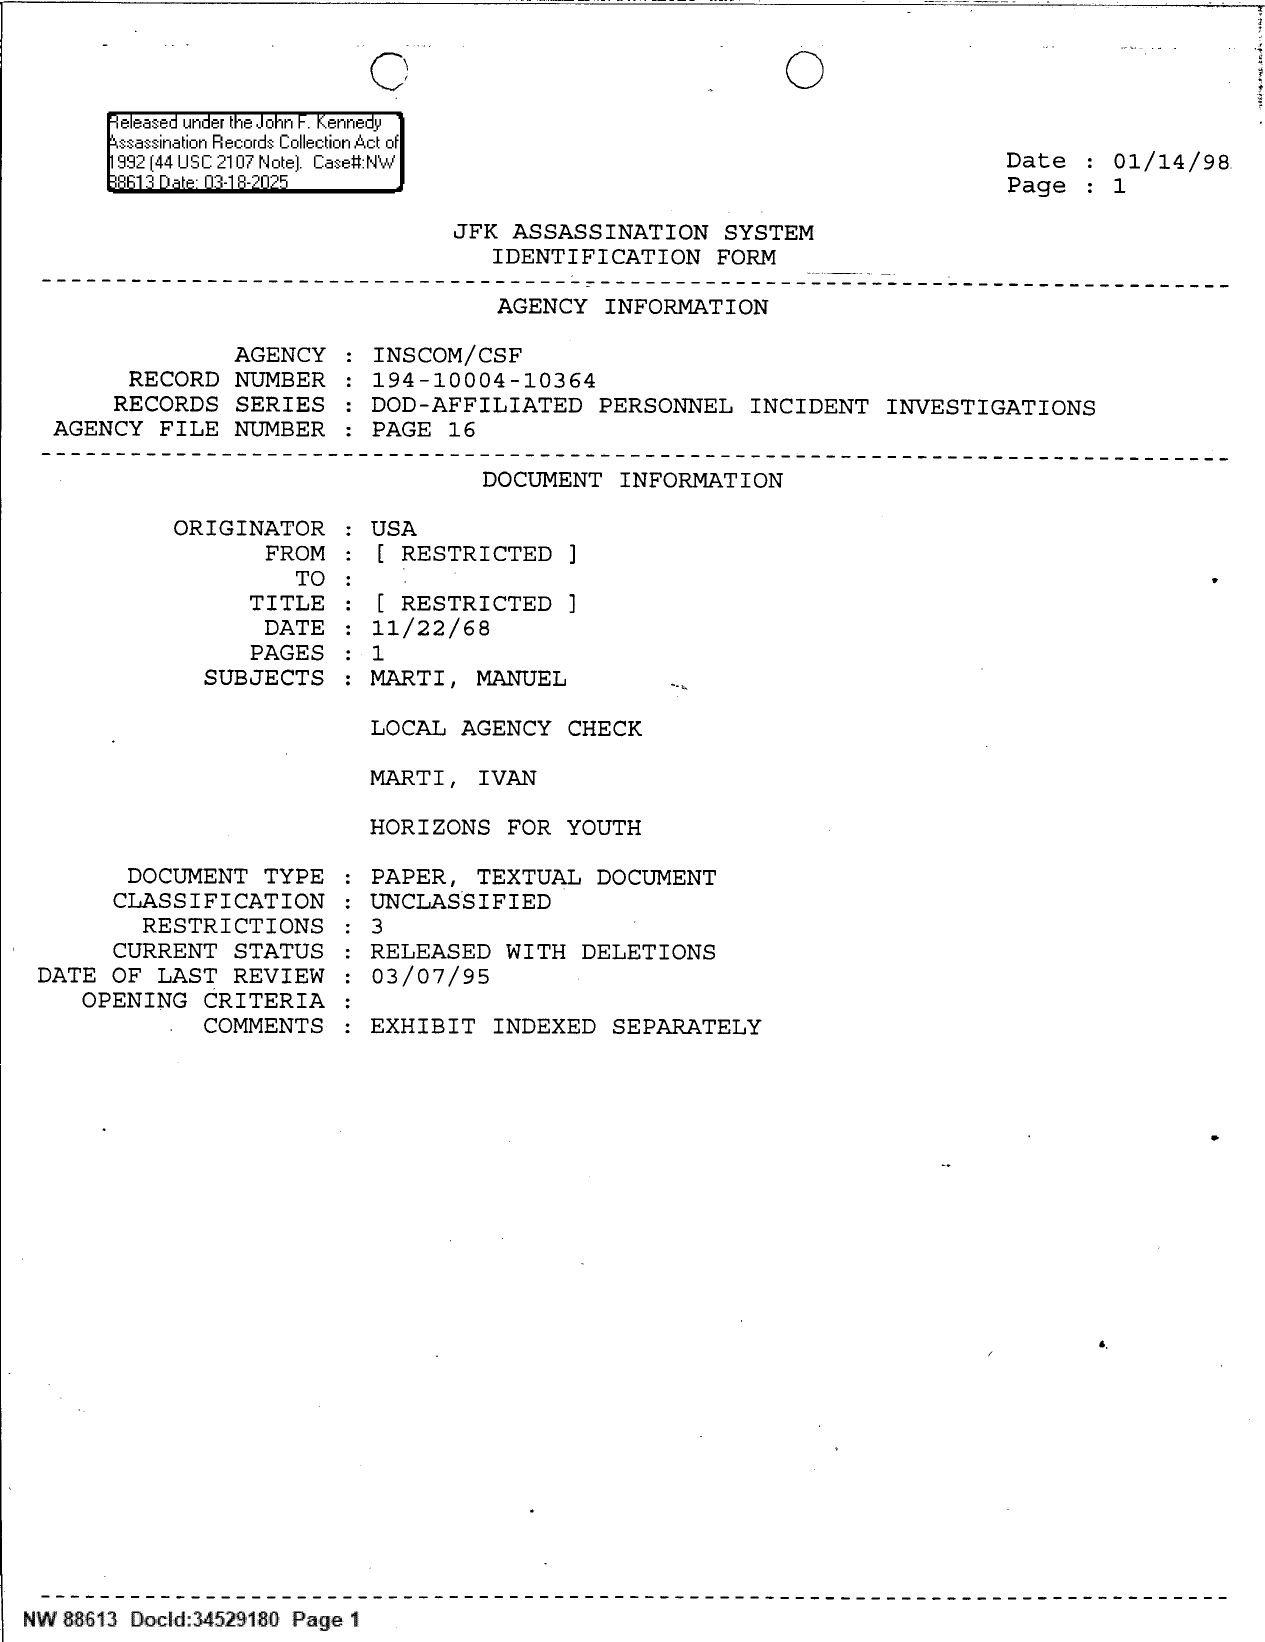 Released under the John F. Kennedy
Assassination Records Collection Act of
1992 (44 USC 2107 Note). Case#:NW
88613 Date: 03-18-2025
Date : 01/14/98
Page : 1
JFK ASSASSINATION SYSTEM
IDENTIFICATION FORM
AGENCY INFORMATION
AGENCY : INSCOM/CSF
RECORD NUMBER : 194-10004-10364
RECORDS SERIES : DOD-AFFILIATED PERSONNEL INCIDENT INVESTIGATIONS
AGENCY FILE NUMBER : PAGE 16
DOCUMENT INFORMATION
ORIGINATOR : USA
FROM : [ RESTRICTED ]
TO :
TITLE : [ RESTRICTED ]
DATE : 11/22/68
PAGES : 1
SUBJECTS : MARTI, MANUEL
LOCAL AGENCY CHECK
MARTI, IVAN
HORIZONS FOR YOUTH
DOCUMENT TYPE : PAPER, TEXTUAL DOCUMENT
CLASSIFICATION : UNCLASSIFIED
RESTRICTIONS : 3
CURRENT STATUS : RELEASED WITH DELETIONS
DATE OF LAST REVIEW : 03/07/95
OPENING CRITERIA :
COMMENTS : EXHIBIT INDEXED SEPARATELY
NW 88613 DocId:34529180 Page 1